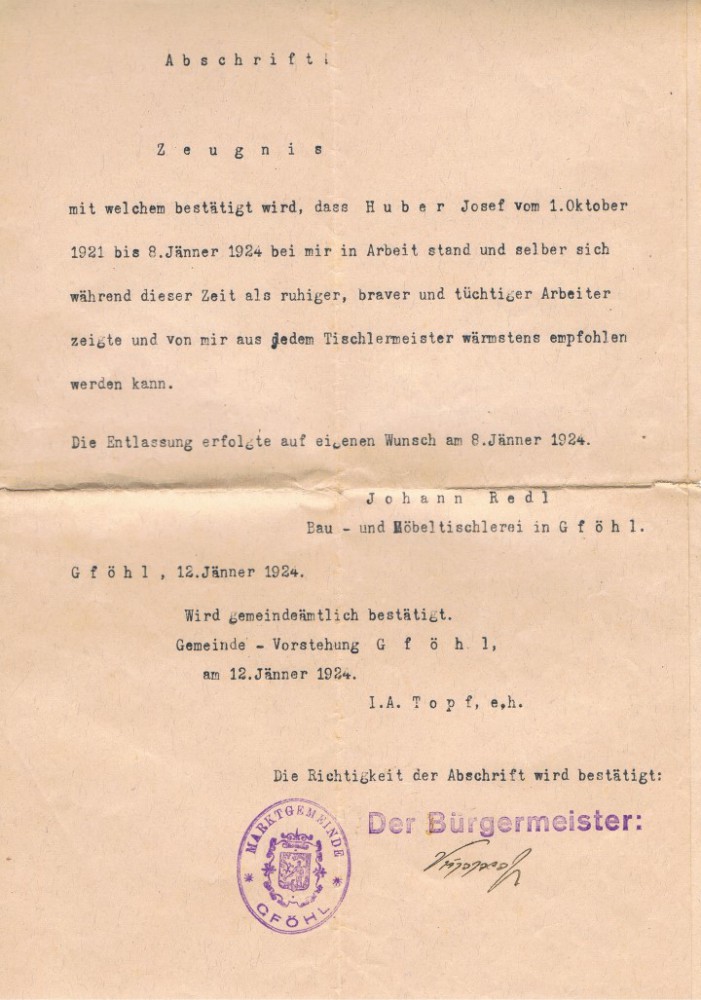 Abschrift!
Zeugnis
mit welchem bestätigt wird, dass Huber Josef vom 1.Oktober
1921 bis 8.Jänner 1924 bei mir in Arbeit stand und selber sich
während dieser Zeit als ruhiger, braver und tüchtiger Arbeiter
zeigte und von mir aus jedem Tischlermeister wärmstens empfohlen
werden kann.
Die Entlassung erfolgte auf eigenen Wunsch am 8.Jänner 1924.
Johann Redl
Bau - und Möbeltischlerei in Gföhl.
Gföhl, 12.Jänner 1924.
Wird gemeindeämtlich bestätigt.
Gemeinde - Vorstehung Gföhl,
am 12.Jänner 1924.
I.A. Topf, e.h.
Die Richtigkeit der Abschrift wird bestätigt:
Der Bürgermeister:
MARKTGEMEINDE
GFÖHL